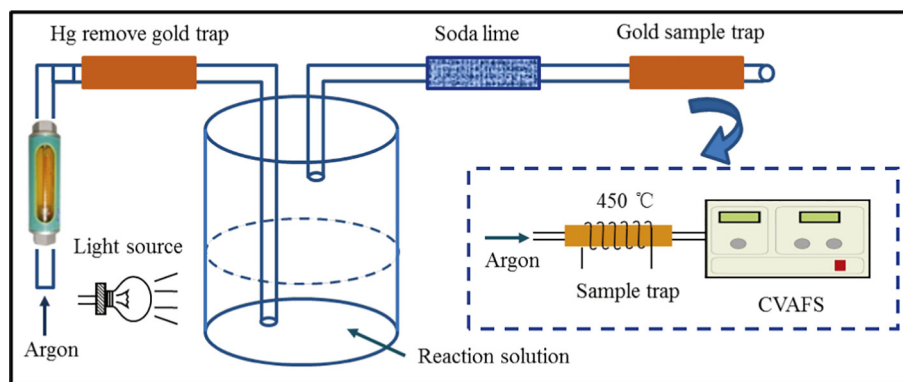 Hg remove gold trap
Soda lime
Gold sample trap
450 ℃
Light source
Argon
Sample trap
CVAFS
Argon
Reaction solution